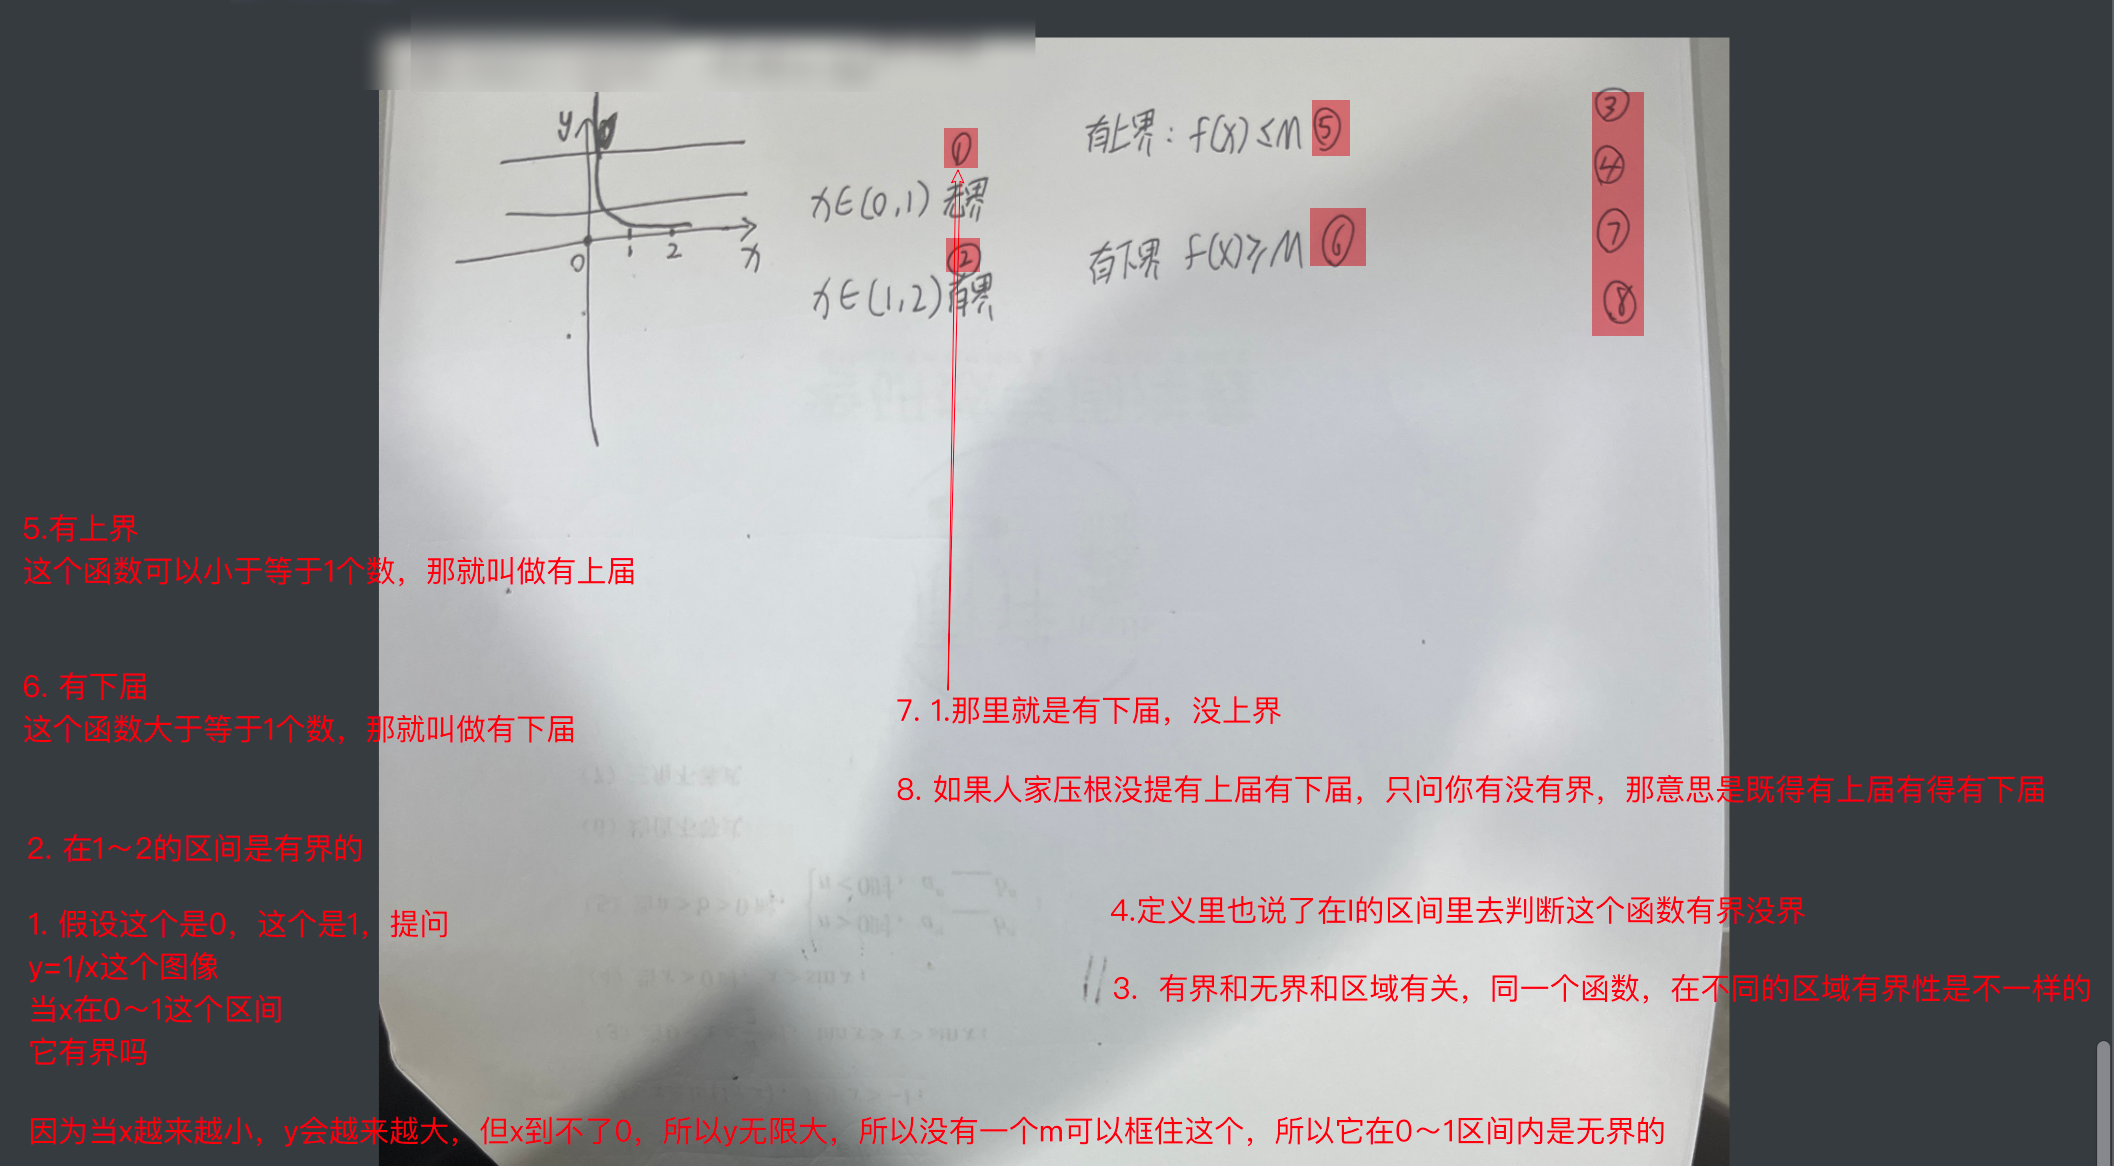 y
0
1
2
x
①
x∈(0,1) 无界
②
x∈(1,2) 有界
有上界: f(x)≤M ⑤
有下界 f(x)≥M ⑥
③
④
⑦
⑧
5.有上界
这个函数可以小于等于1个数，那就叫做有上届
6. 有下届
这个函数大于等于1个数，那就叫做有下届
7. 1.那里就是有下届，没上界
8. 如果人家压根没提有上届有下届，只问你有没有界，那意思是既得有上届有得有下届
2. 在1～2的区间是有界的
1. 假设这个是0，这个是1，提问
y=1/x这个图像
当x在0～1这个区间
它有界吗
4.定义里也说了在I的区间里去判断这个函数有界没界
3. 有界和无界和区域有关，同一个函数，在不同的区域有界性是不一样的
因为当x越来越小，y会越来越大，但x到不了0，所以y无限大，所以没有一个m可以框住这个，所以它在0～1区间内是无界的